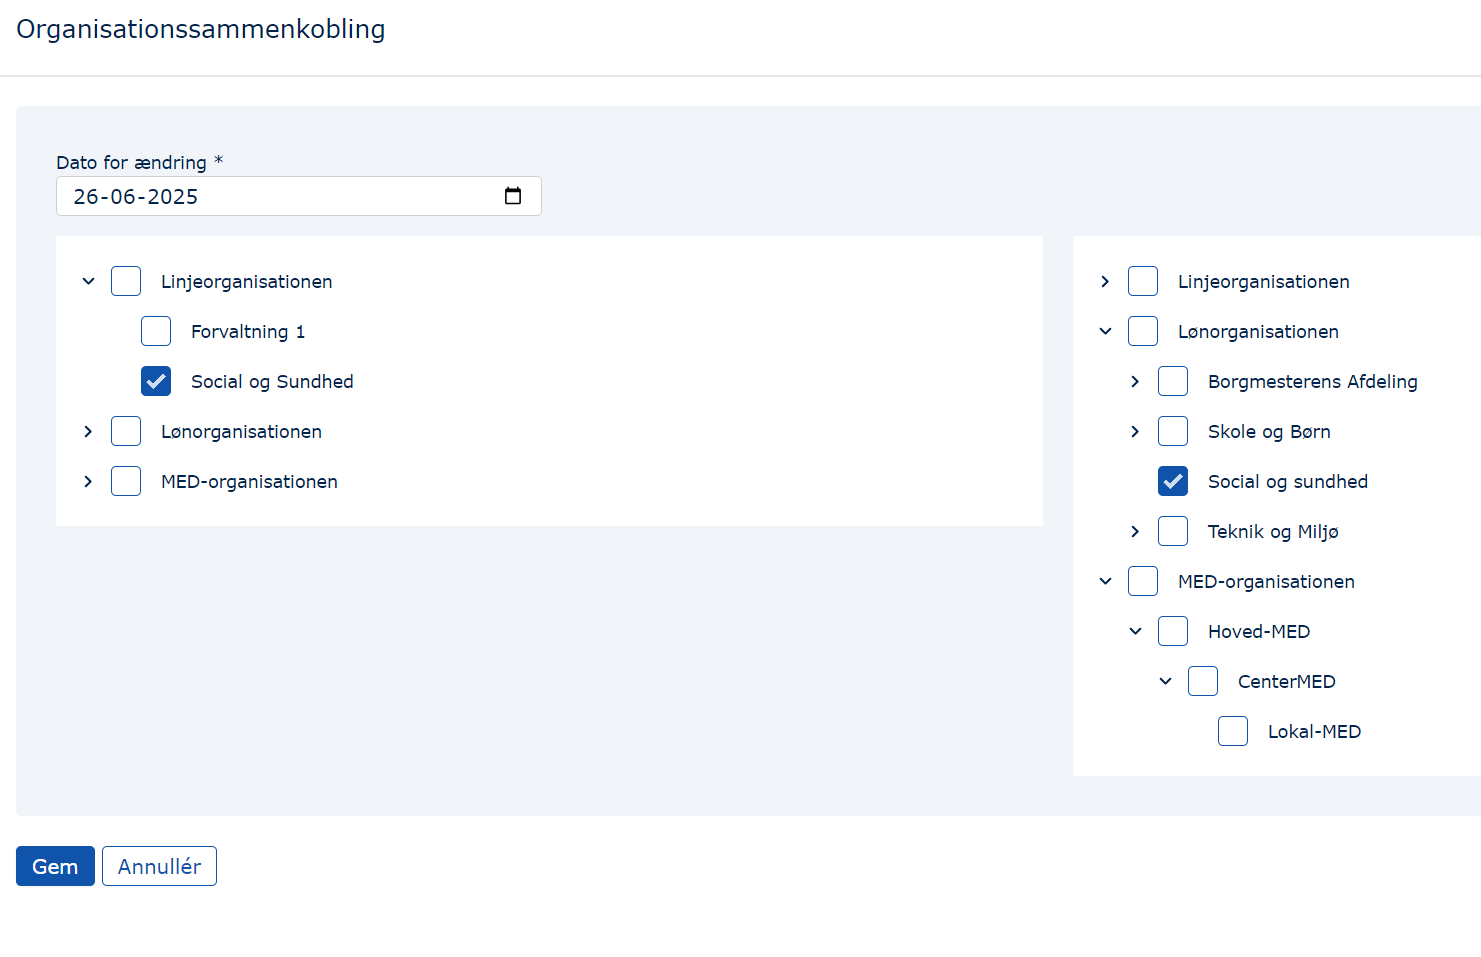 Organisationssammenkobling
Dato for ændring *
26-06-2025
Linjeorganisationen
Forvaltning 1
Social og Sundhed
Lønorganisationen
MED-organisationen
Linjeorganisationen
Lønorganisationen
Borgmesterens Afdeling
Skole og Børn
Social og sundhed
Teknik og Miljø
MED-organisationen
Hoved-MED
CenterMED
Lokal-MED
Gem
Annullér